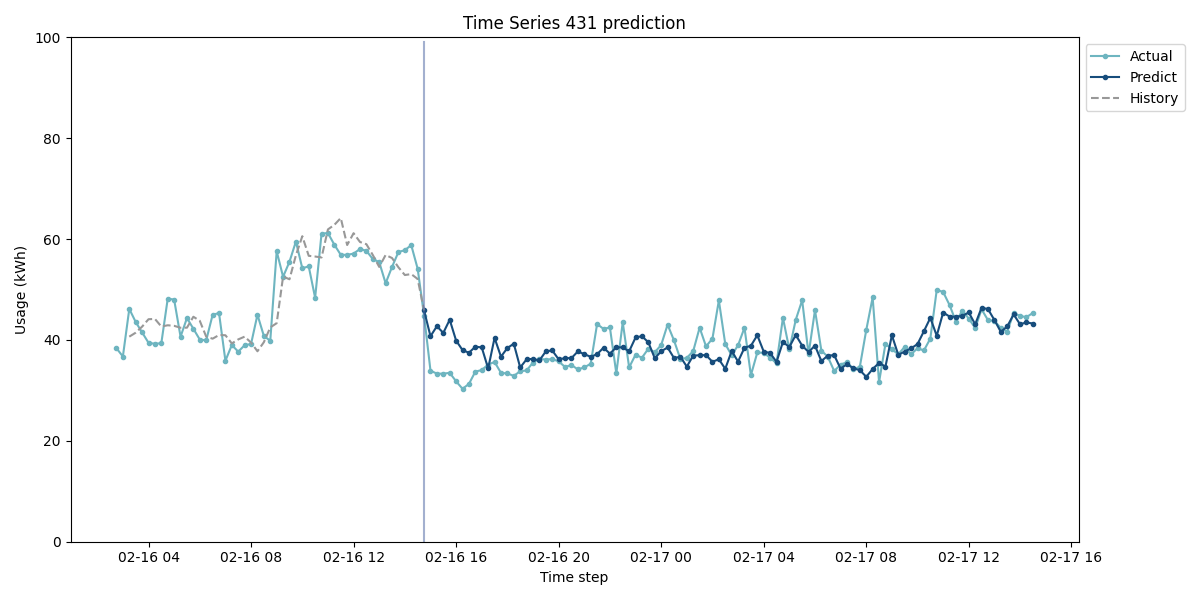 Time Series 431 prediction
100
80
60
40
20
0
Usage (kWh)
02-16 04
02-16 08
02-16 12
02-16 16
02-16 20
02-17 00
02-17 04
02-17 08
02-17 12
02-17 16
Time step
Actual
Predict
History